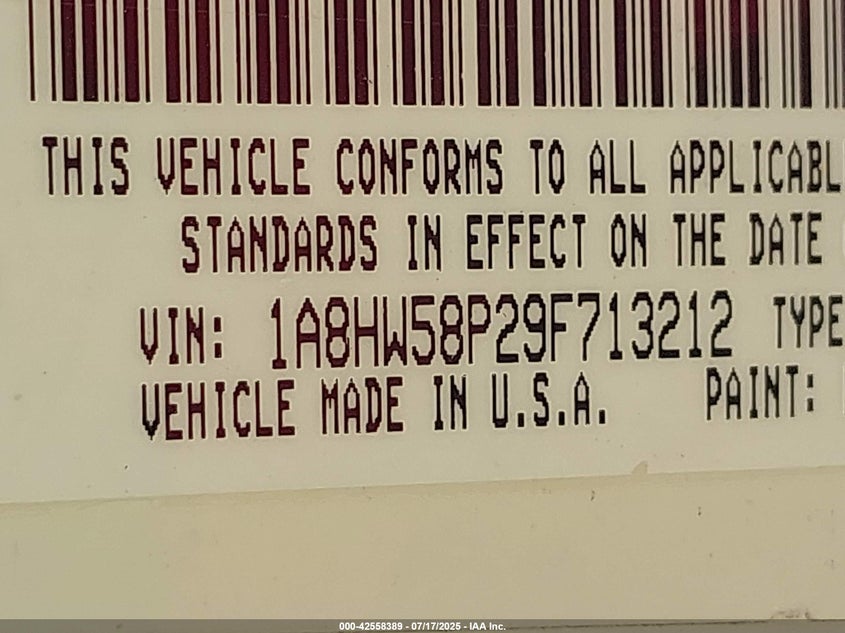 THIS VEHICLE CONFORMS TO ALL APPLICABL
STANDARDS IN EFFECT ON THE DATE
VIN: 1A8HW58P29F713212 TYPE
VEHICLE MADE IN U.S.A. PAINT:
000-42558389 - 07/17/2025 - IAA Inc.